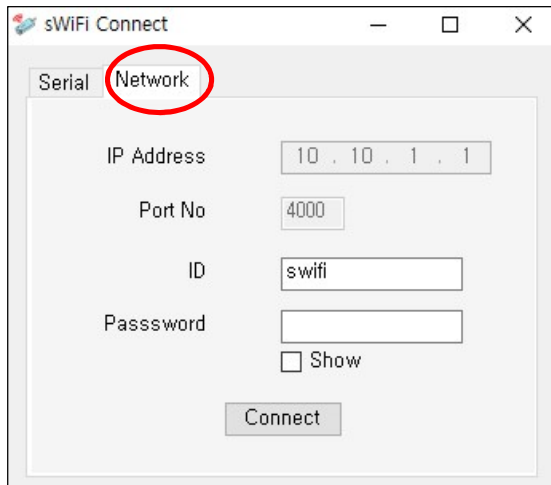 sWiFi Connect
Serial Network
IP Address 10 . 10 . 1 . 1
Port No 4000
ID swifi
Passsword
Show
Connect